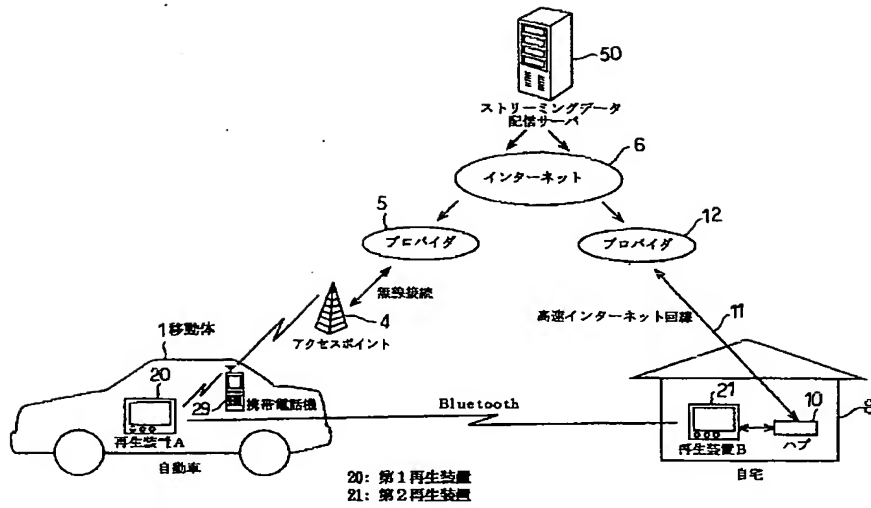 50
ストリーミングデータ
配信サーバ
6
インターネット
5
プロバイダ
12
プロバイダ
無線接続
4
アクセスポイント
高速インターネット回線
11
1移動体
20
29
携帯電話機
再生装置A
自動車
Bluetooth
21
10
再生装置B
ハブ
8
自宅
20: 第1再生装置
21: 第2再生装置